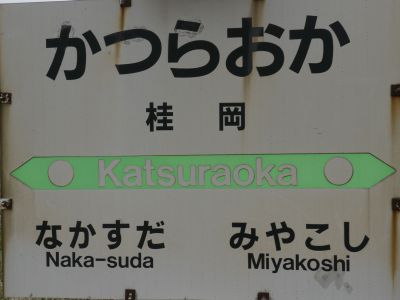 かつらおか
桂岡
Katsuraoka
なかすだ みやこし
Naka-suda Miyakoshi